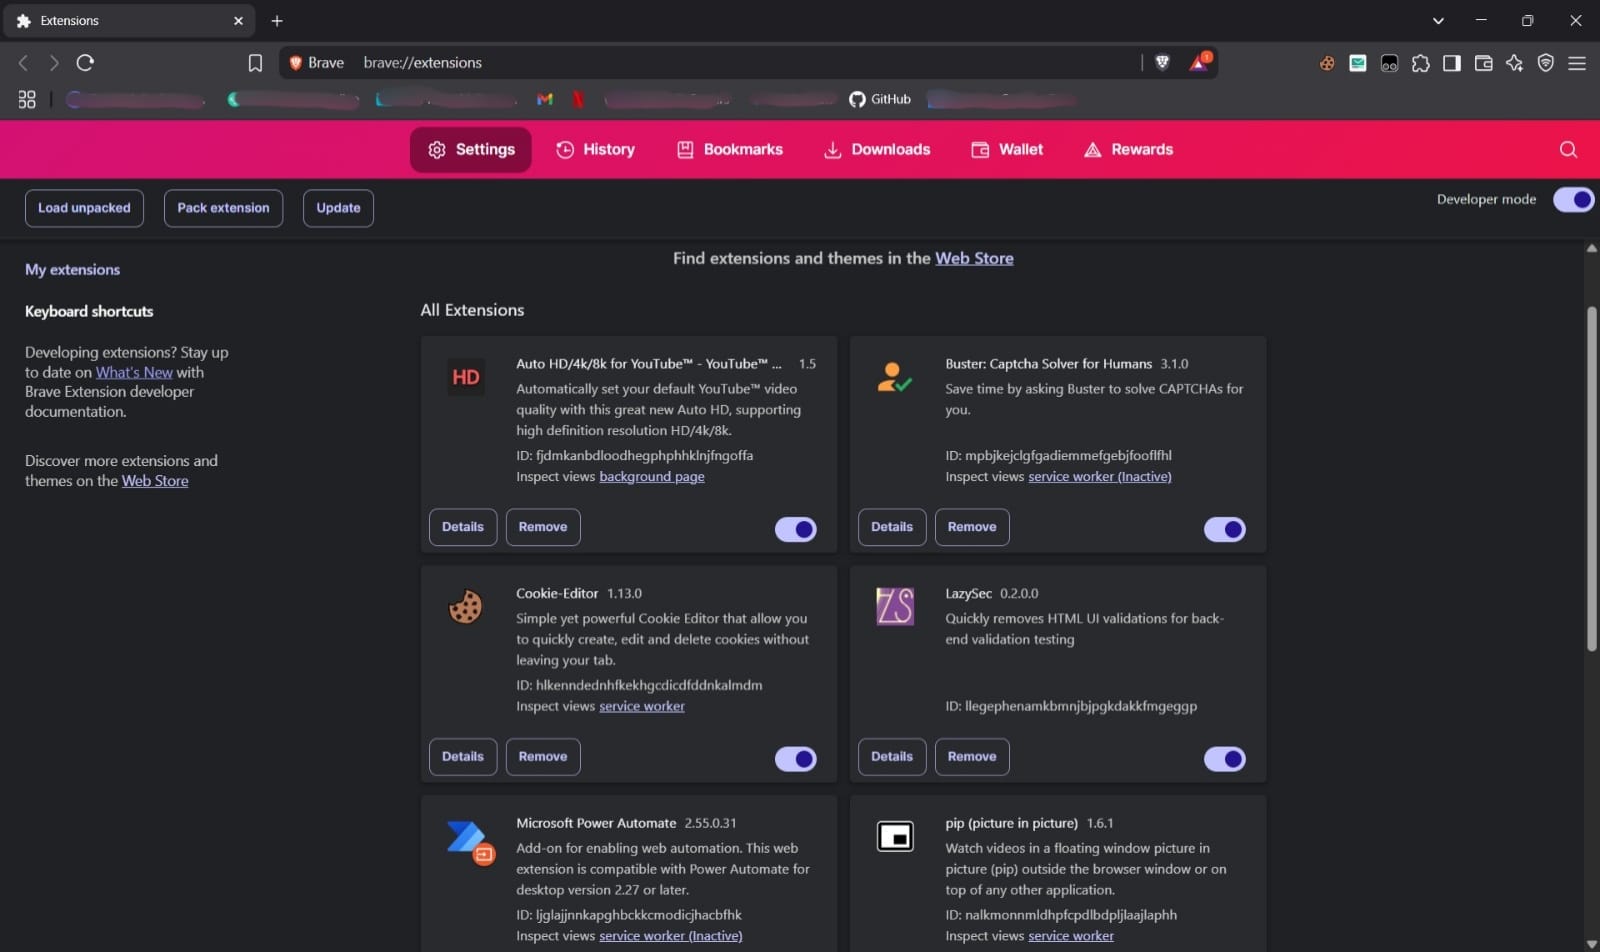 Extensions
Brave brave://extensions
1
GitHub
Settings History Bookmarks Downloads Wallet Rewards
Load unpacked Pack extension Update Developer mode
My extensions
Keyboard shortcuts
Developing extensions? Stay up
to date on What's New with
Brave Extension developer
documentation.
Discover more extensions and
themes on the Web Store
Find extensions and themes in the Web Store
All Extensions
HD
Auto HD/4k/8k for YouTube™ - YouTube™ ... 1.5
Automatically set your default YouTube™ video
quality with this great new Auto HD, supporting
high definition resolution HD/4k/8k.
ID: fjdmkanbdloodhegphphhklnjfngoffa
Inspect views background page
Details Remove
Buster: Captcha Solver for Humans 3.1.0
Save time by asking Buster to solve CAPTCHAs for
you.
ID: mpbjkejclgfgadiemmefgebjfooflfhl
Inspect views service worker (Inactive)
Details Remove
Cookie-Editor 1.13.0
Simple yet powerful Cookie Editor that allow you
to quickly create, edit and delete cookies without
leaving your tab.
ID: hlkenndednhfkekhgcdicdfddnkalmdm
Inspect views service worker
Details Remove
ZS
LazySec 0.2.0.0
Quickly removes HTML UI validations for back-
end validation testing
ID: llegephenamkbmnjbjpgkdakkfmgeggp
Details Remove
Microsoft Power Automate 2.55.0.31
Add-on for enabling web automation. This web
extension is compatible with Power Automate for
desktop version 2.27 or later.
ID: ljglajjnnkapghbckkcmodicjhacbfhk
Inspect views service worker (Inactive)
pip (picture in picture) 1.6.1
Watch videos in a floating window picture in
picture (pip) outside the browser window or on
top of any other application.
ID: nalkmonnmldhpfcpdlbdpljlaajlaphh
Inspect views service worker